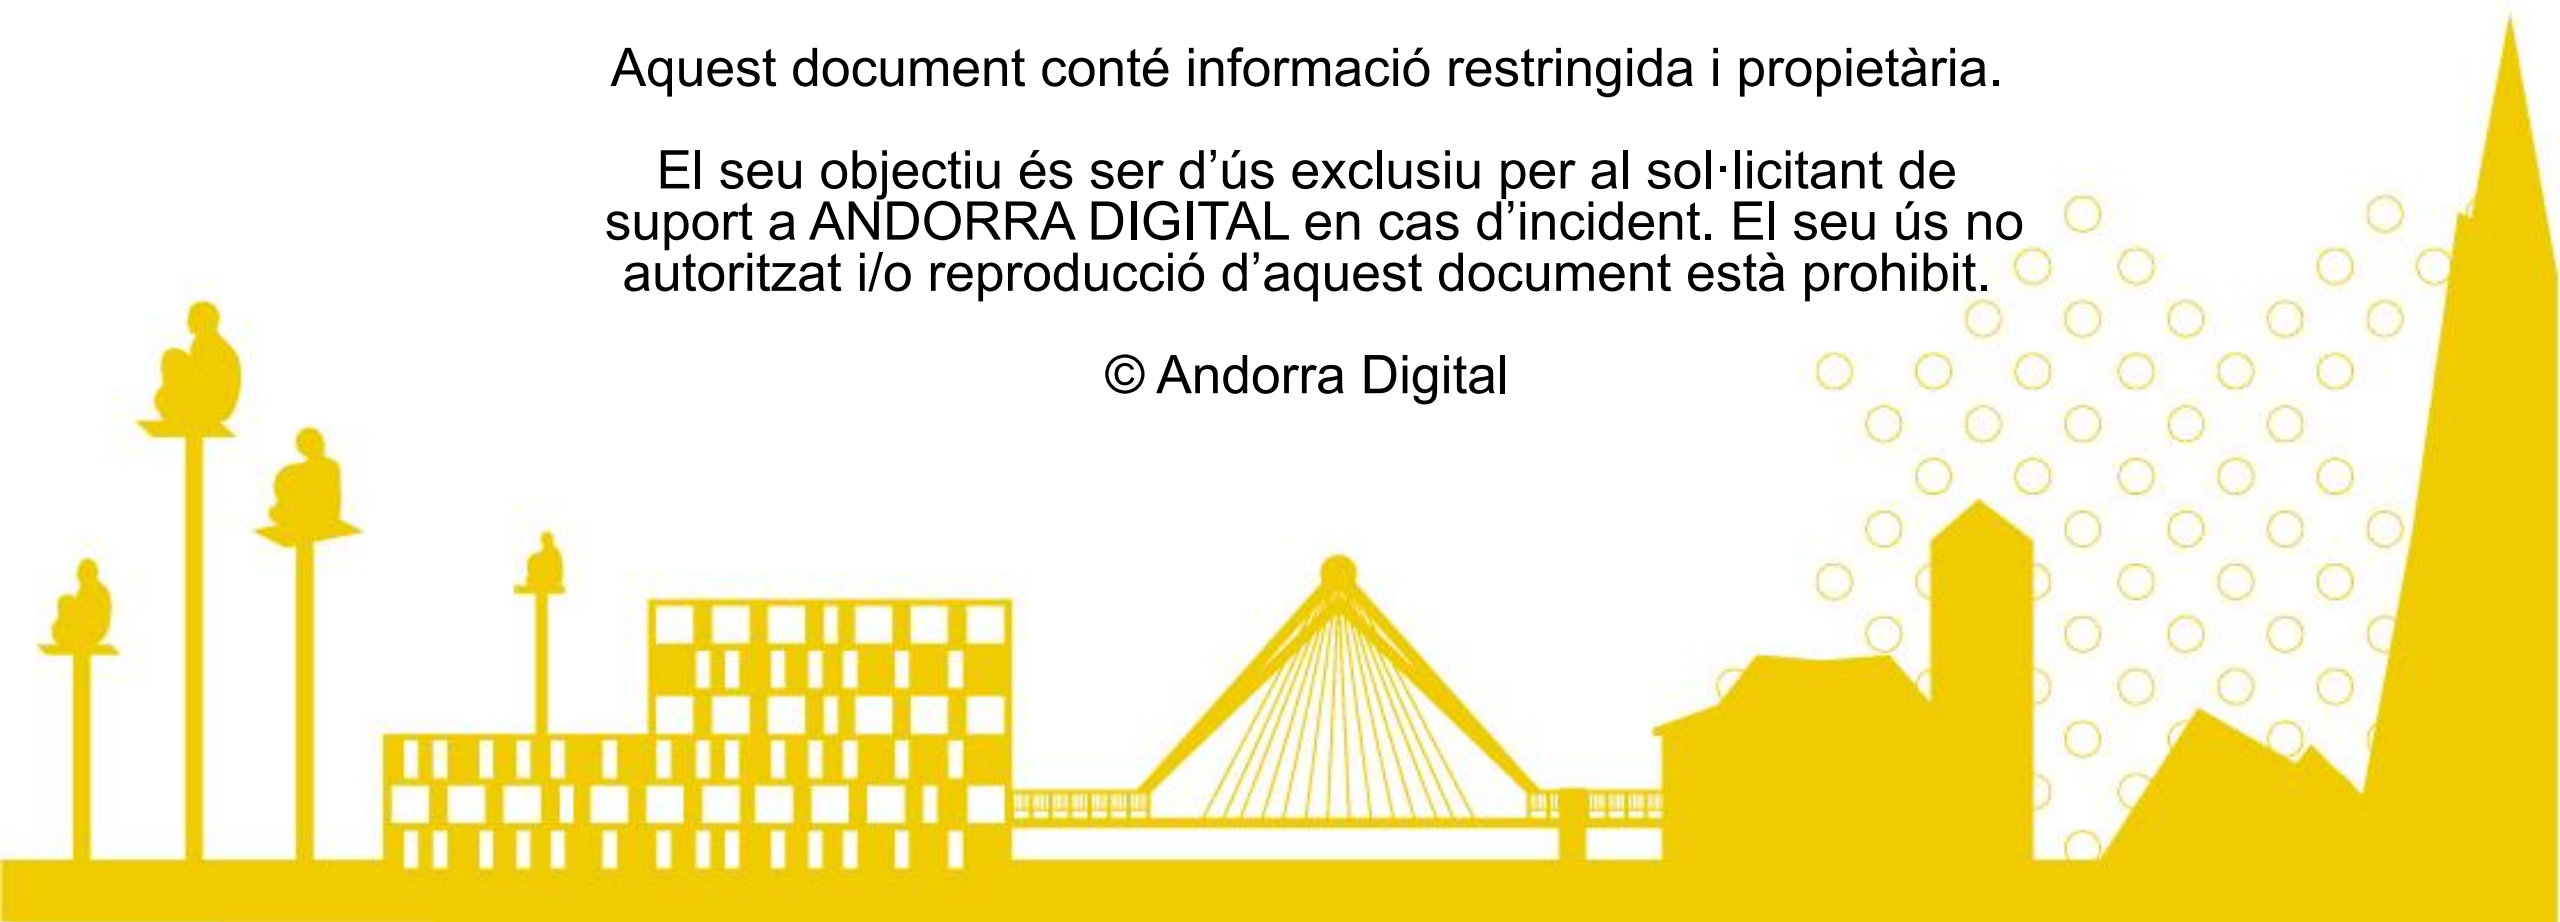 Aquest document conté informació restringida i propietària.
El seu objectiu és ser d’ús exclusiu per al sol·licitant de
suport a ANDORRA DIGITAL en cas d’incident. El seu ús no
autoritzat i/o reproducció d’aquest document està prohibit.
© Andorra Digital